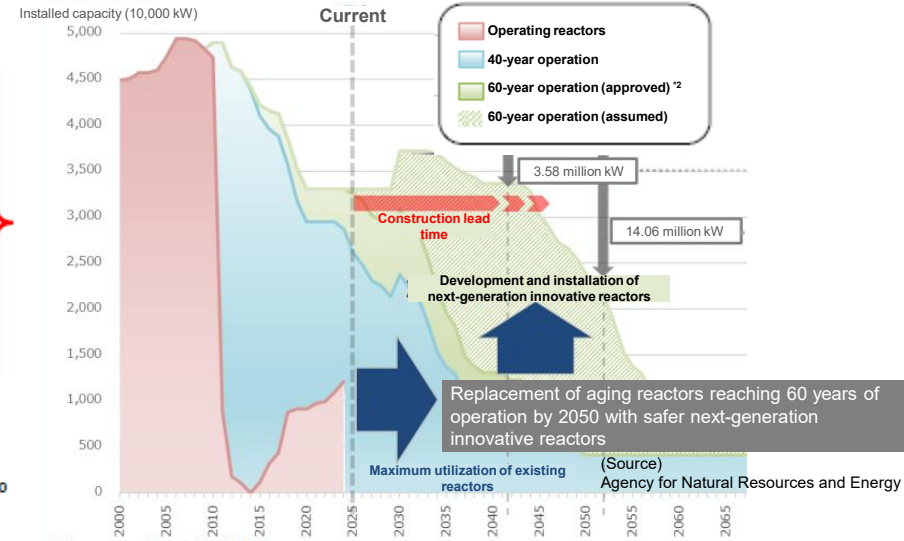 Installed capacity (10,000 kW)
Current
5,000
4,500
4,000
3,500
3,000
2,500
2,000
1,500
1,000
500
0
Operating reactors
40-year operation
60-year operation (approved) *2
60-year operation (assumed)
3.58 million kW
14.06 million kW
Construction lead
time
Development and installation of
next-generation innovative reactors
Replacement of aging reactors reaching 60 years of
operation by 2050 with safer next-generation
innovative reactors
Maximum utilization of existing
reactors
(Source)
Agency for Natural Resources and Energy
0
2000
2005
2010
2015
2020
2025
2030
2035
2040
2045
2050
2055
2060
2065